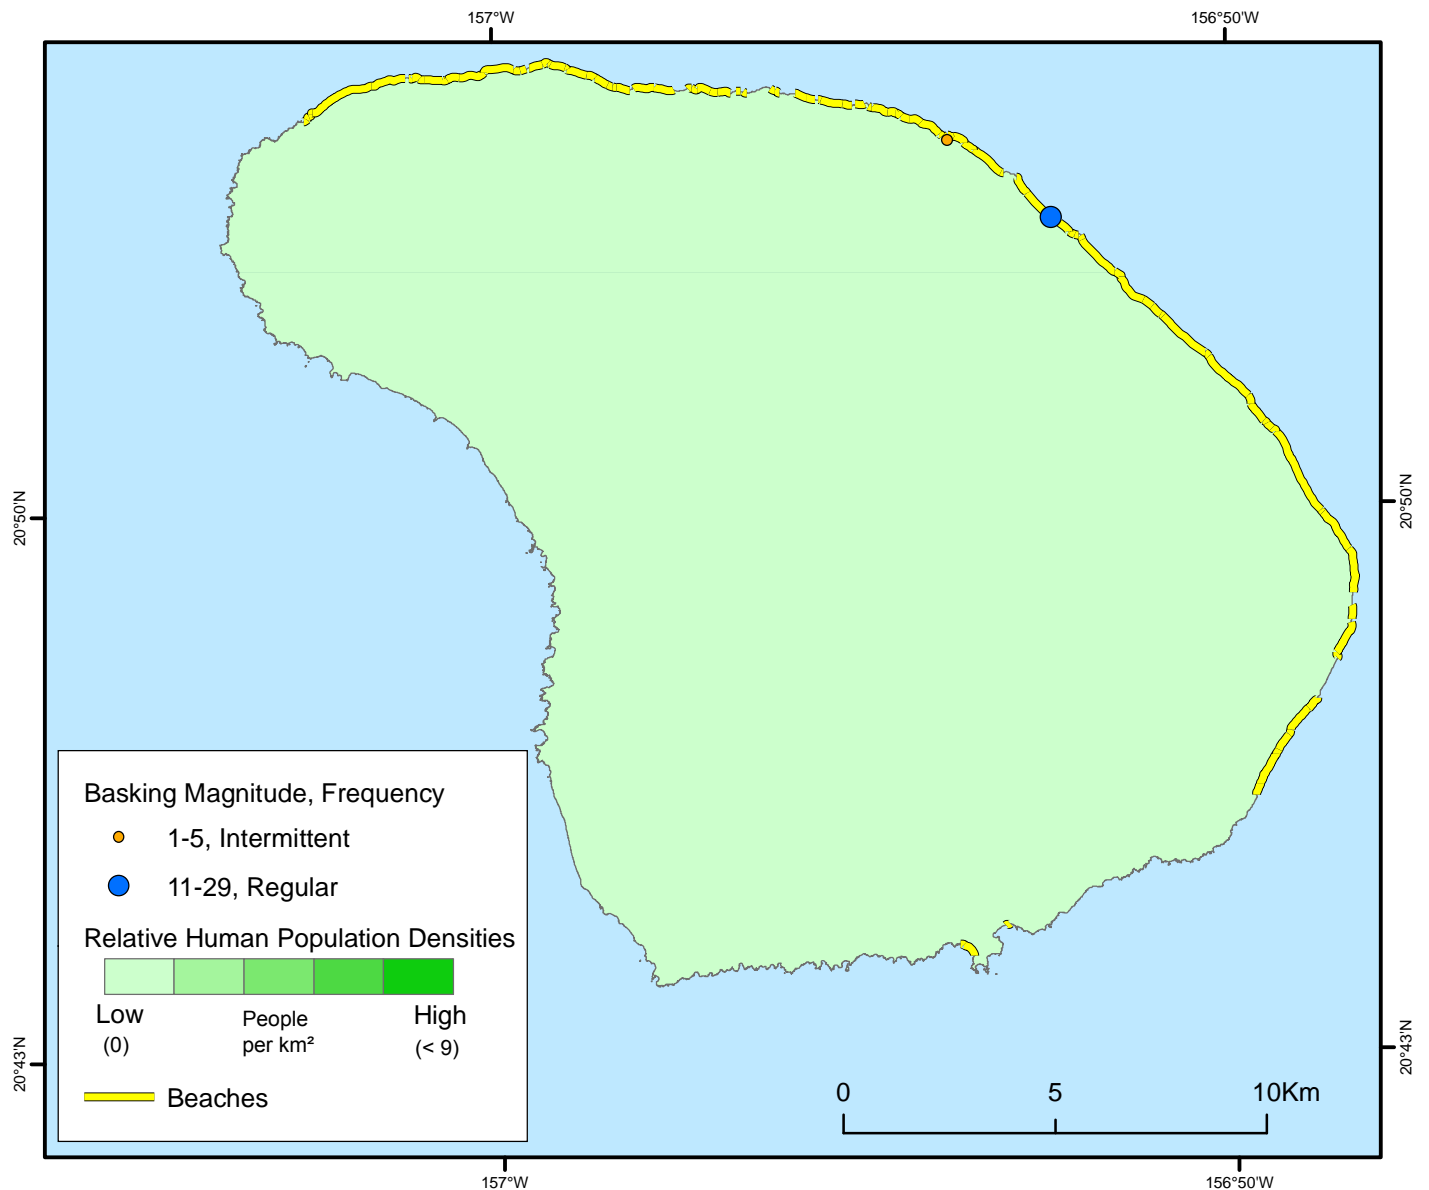 157°W
156°50'W
20°50'N
20°50'N
Basking Magnitude, Frequency
1-5, Intermittent
11-29, Regular
Relative Human Population Densities
Low
People
High
(0)
per km²
(< 9)
Beaches
20°43'N
20°43'N
0
5
10Km
157°W
156°50'W